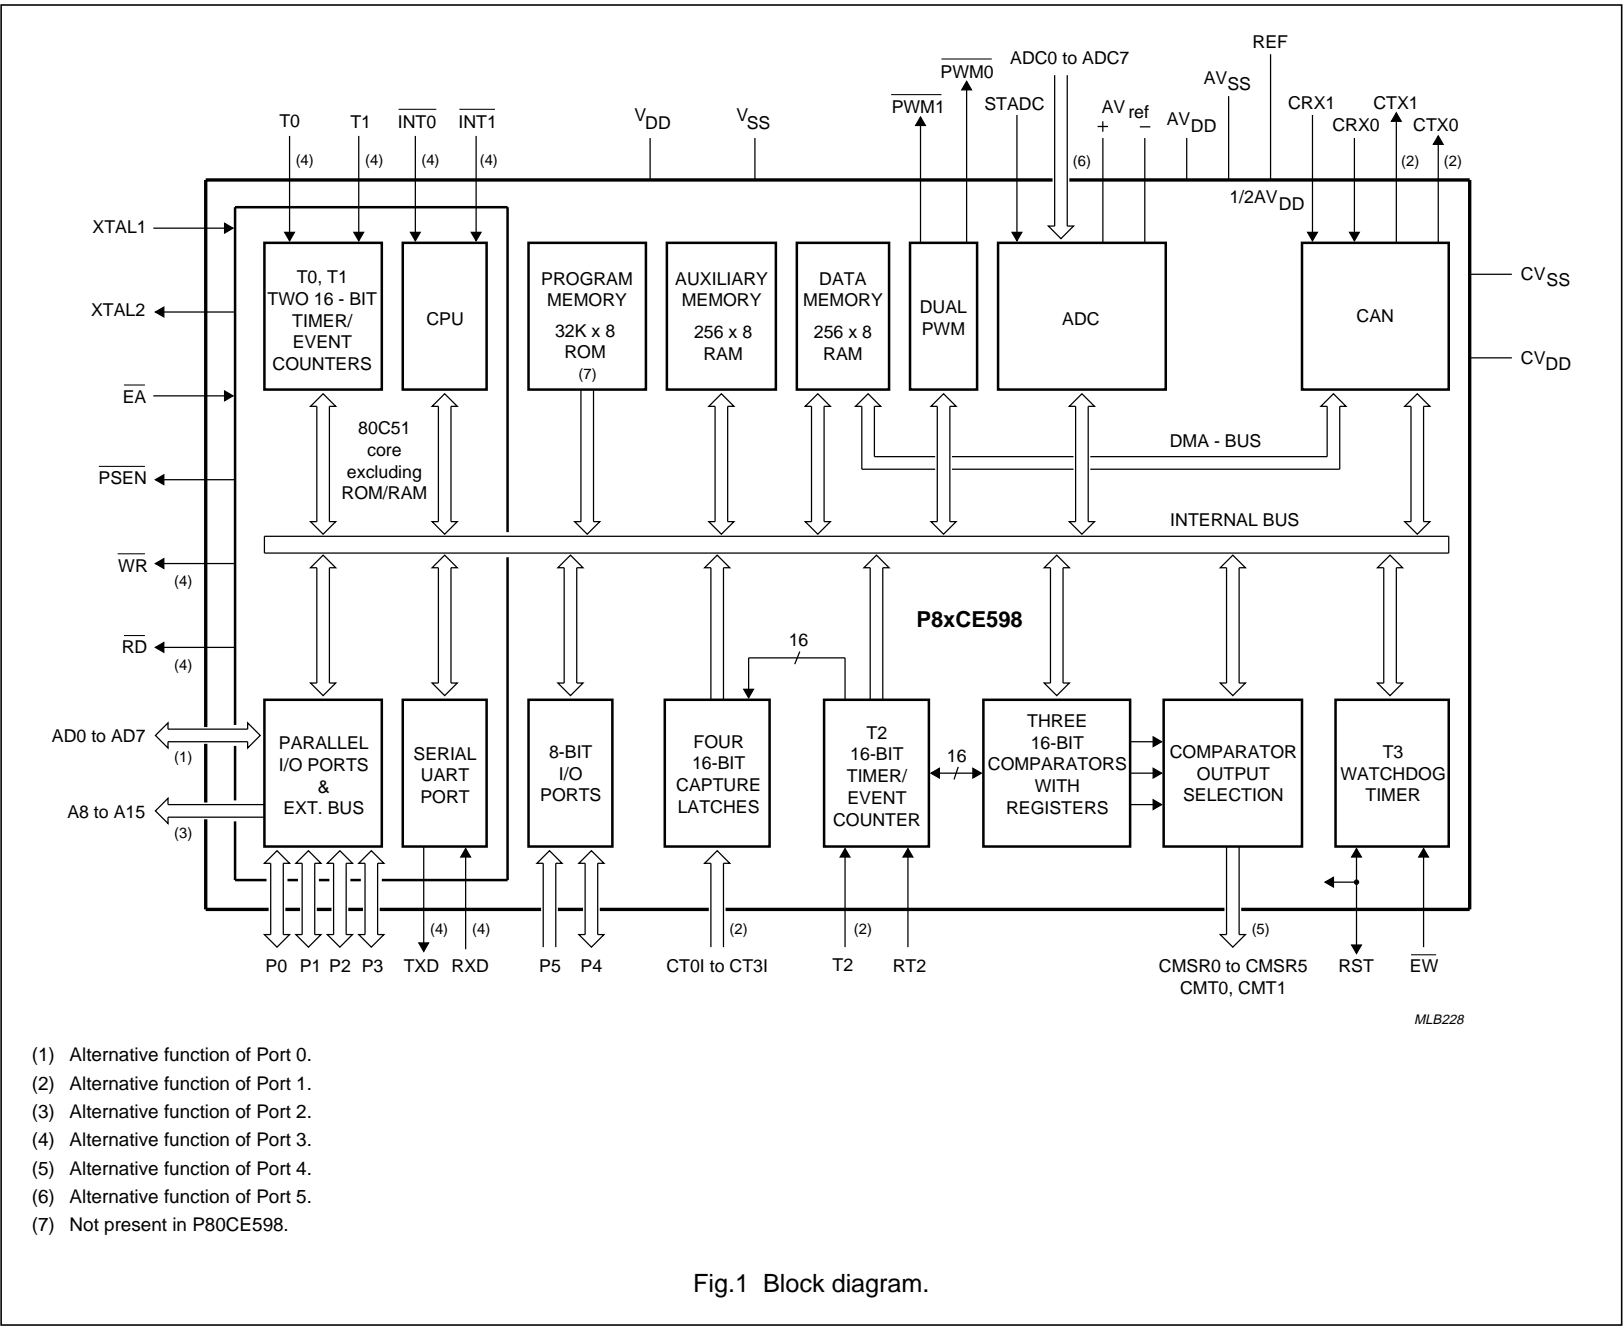 REF
ADC0 to ADC7
PWM0
AVSS
STADC
AVref
CRX1
CTX1
PWM1
T0
T1
INT0
INT1
VDD
VSS
+
−
AVDD
CRX0
CTX0
(4)
(4)
(4)
(4)
(6)
(2)
(2)
1/2AVDD
XTAL1
XTAL2
EA
PSEN
WR
(4)
RD
(4)
AD0 to AD7
(1)
A8 to A15
(3)
T0, T1
TWO 16 - BIT
TIMER/
EVENT
COUNTERS
CPU
PROGRAM
MEMORY
32K x 8
ROM
(7)
AUXILIARY
MEMORY
256 x 8
RAM
DATA
MEMORY
256 x 8
RAM
DUAL
PWM
ADC
CAN
CVSS
CVDD
80C51
core
excluding
ROM/RAM
DMA - BUS
INTERNAL BUS
P8xCE598
16
PARALLEL
I/O PORTS
&
EXT. BUS
SERIAL
UART
PORT
8-BIT
I/O
PORTS
FOUR
16-BIT
CAPTURE
LATCHES
T2
16-BIT
TIMER/
EVENT
COUNTER
16
THREE
16-BIT
COMPARATORS
WITH
REGISTERS
COMPARATOR
OUTPUT
SELECTION
T3
WATCHDOG
TIMER
(4)
(4)
(2)
(2)
(5)
P0
P1
P2
P3
TXD
RXD
P5
P4
CT0I to CT3I
T2
RT2
CMSR0 to CMSR5
CMT0, CMT1
RST
EW
MLB228
(1) Alternative function of Port 0.
(2) Alternative function of Port 1.
(3) Alternative function of Port 2.
(4) Alternative function of Port 3.
(5) Alternative function of Port 4.
(6) Alternative function of Port 5.
(7) Not present in P80CE598.
Fig.1 Block diagram.